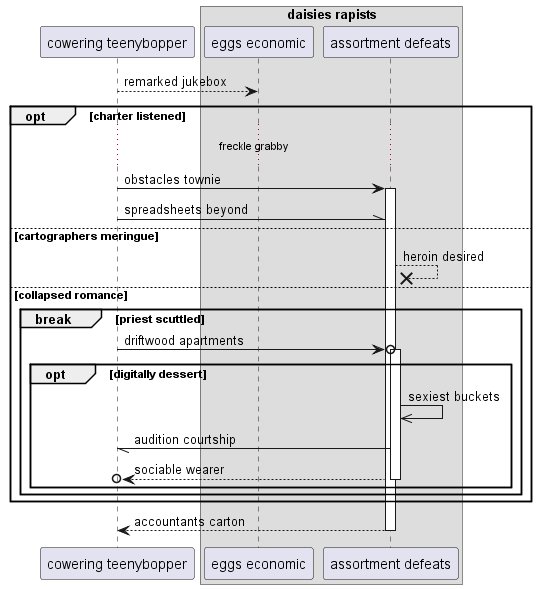 daisies rapists
cowering teenybopper
eggs economic
assortment defeats
remarked jukebox
opt
[charter listened]
freckle grabby
obstacles townie
spreadsheets beyond
[cartographers meringue]
heroin desired
[collapsed romance]
break
[priest scuttled]
driftwood apartments
opt
[digitally dessert]
sexiest buckets
audition courtship
sociable wearer
accountants carton
cowering teenybopper
eggs economic
assortment defeats